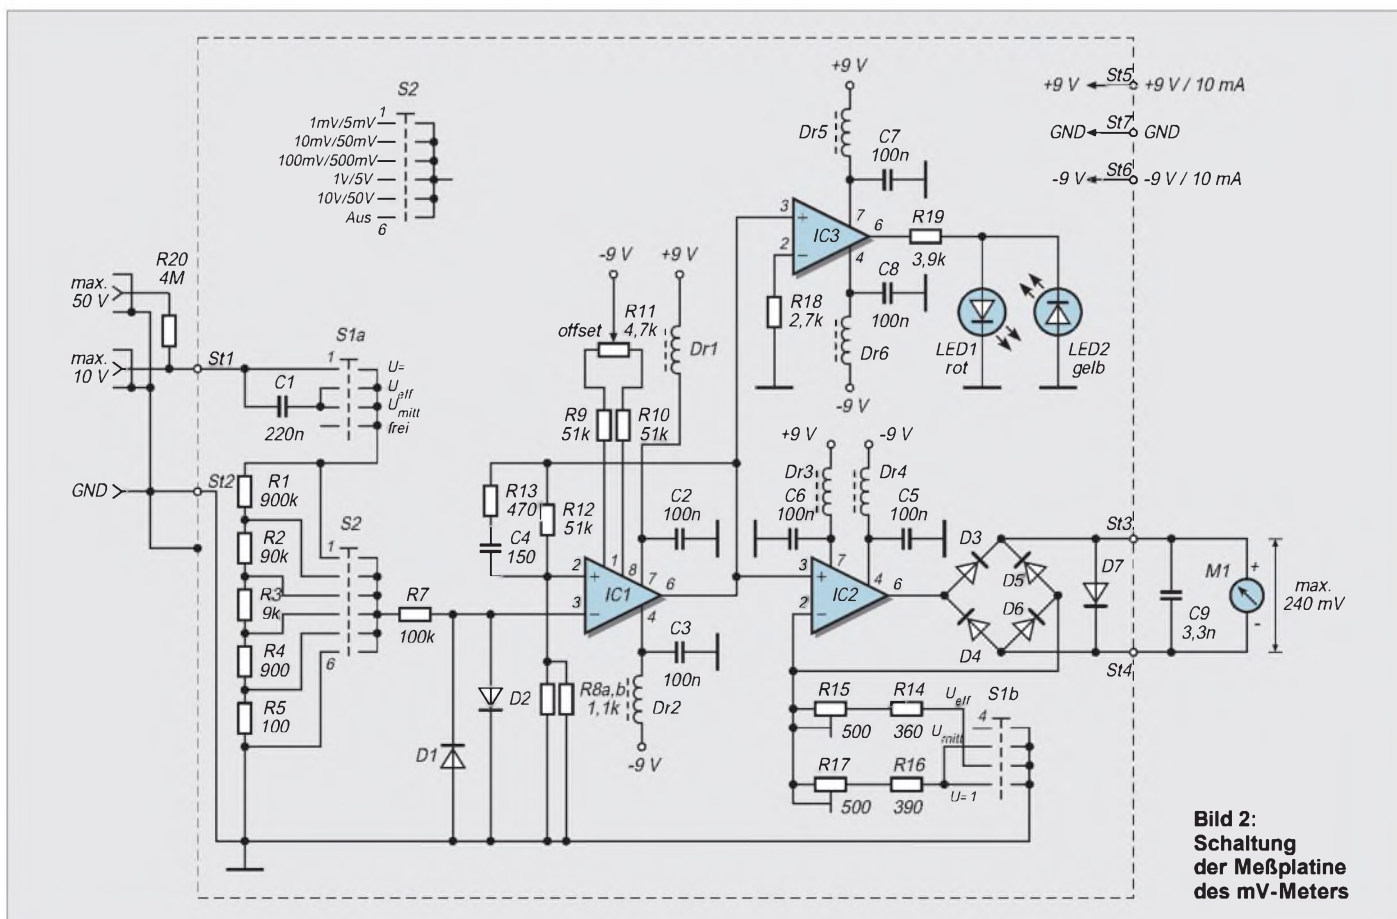 S2
1
1mV/5mV
10mV/50mV
100mV/500mV
1V/5V
10V/50V
Aus
6
+9 V
Dr5
C7
100n
+9 V
St5
+9 V / 10 mA
GND
St7
GND
-9 V
St6
-9 V / 10 mA
3
+
2
−
IC3
7
6
4
R19
3,9k
C8
100n
R18
2,7k
Dr6
-9 V
LED1
rot
LED2
gelb
R20
4M
max.
50 V
max.
10 V
GND
St1
St2
C1
220n
S1a
1
U=
Ueff
Umitt
frei
-9 V
+9 V
offset
R11
4,7k
Dr1
R9
51k
R10
51k
R1
900k
R2
90k
R3
9k
R4
900
R5
100
S2
1
6
R7
100k
R13
470
C4
150
R12
51k
C2
100n
2
+
3
−
IC1
1
8
7
6
4
C3
100n
D1
D2
R8a,b
1,1k
Dr2
-9 V
+9 V
-9 V
Dr3
Dr4
C6
100n
C5
100n
3
+
2
−
IC2
7
4
6
D3
D5
D6
D4
St3
St4
D7
C9
3,3n
M1
+
-
max.
240 mV
R15
500
R14
360
Ueff
Umitt
S1b
4
R17
500
R16
390
U=
1
Bild 2:
Schaltung
der Meßplatine
des mV-Meters